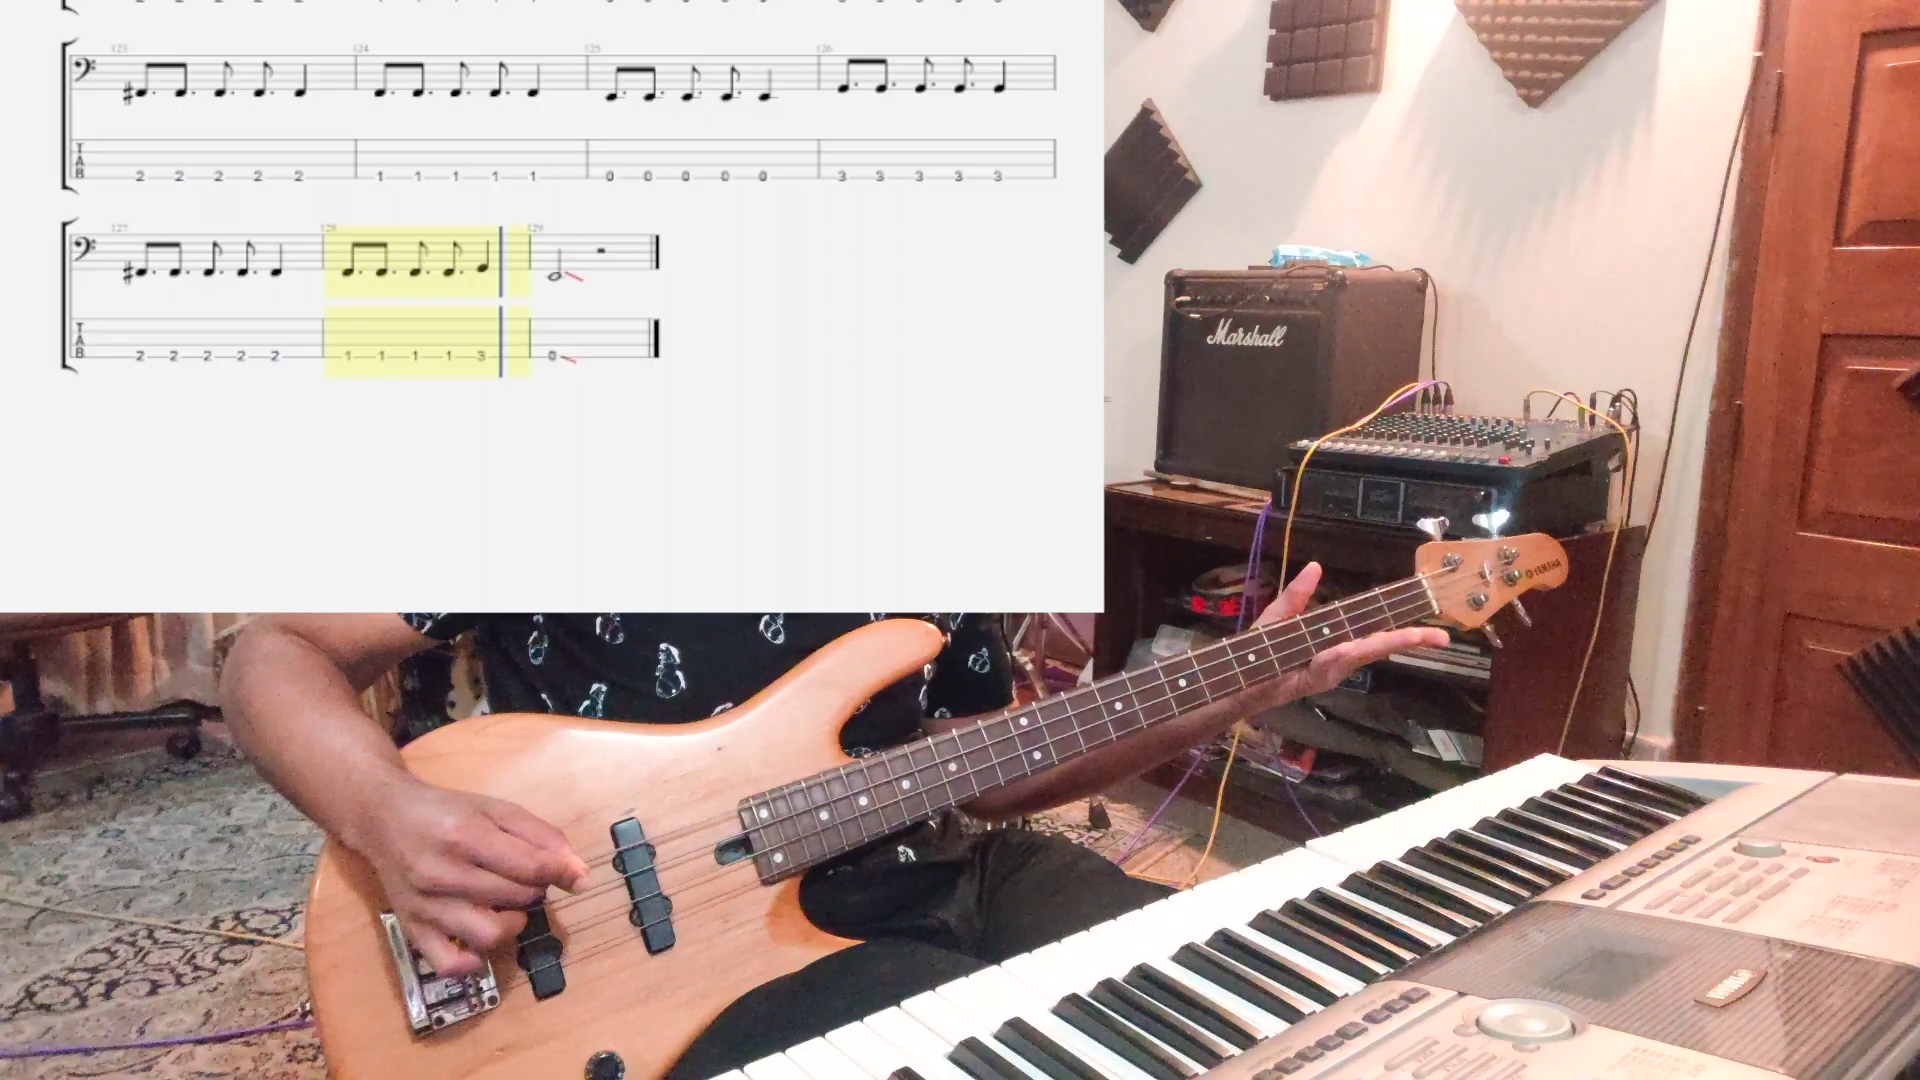 123 124 125 126
T
A
B
2 2 2 2 2 1 1 1 1 1 0 0 0 0 0 3 3 3 3 3
127 128 129
T
A
B
2 2 2 2 2 1 1 1 1 3 0
Marshall
YAMAHA
YAMAHA